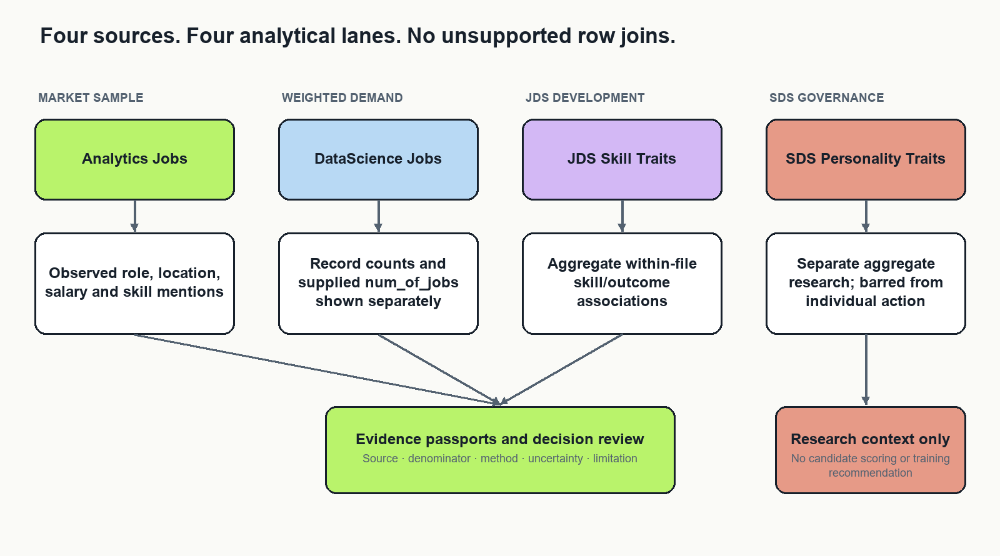 Four sources. Four analytical lanes. No unsupported row joins.
MARKET SAMPLE
WEIGHTED DEMAND
JDS DEVELOPMENT
SDS GOVERNANCE
Analytics Jobs
DataScience Jobs
JDS Skill Traits
SDS Personality Traits
Observed role, location,
salary and skill mentions
Record counts and
supplied num_of_jobs
shown separately
Aggregate within-file
skill/outcome
associations
Separate aggregate
research; barred from
individual action
Evidence passports and decision review
Source · denominator · method · uncertainty · limitation
Research context only
No candidate scoring or training
recommendation